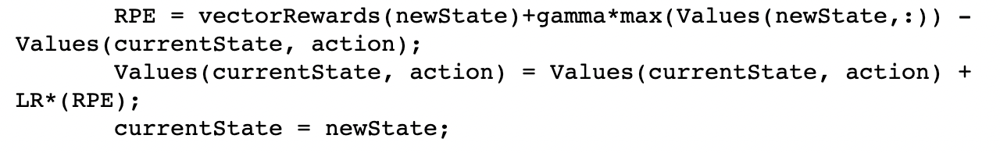 RPE = vectorRewards(newState)+gamma*max(Values(newState,:)) -
Values(currentState, action);
Values(currentState, action) = Values(currentState, action) +
LR*(RPE);
currentState = newState;